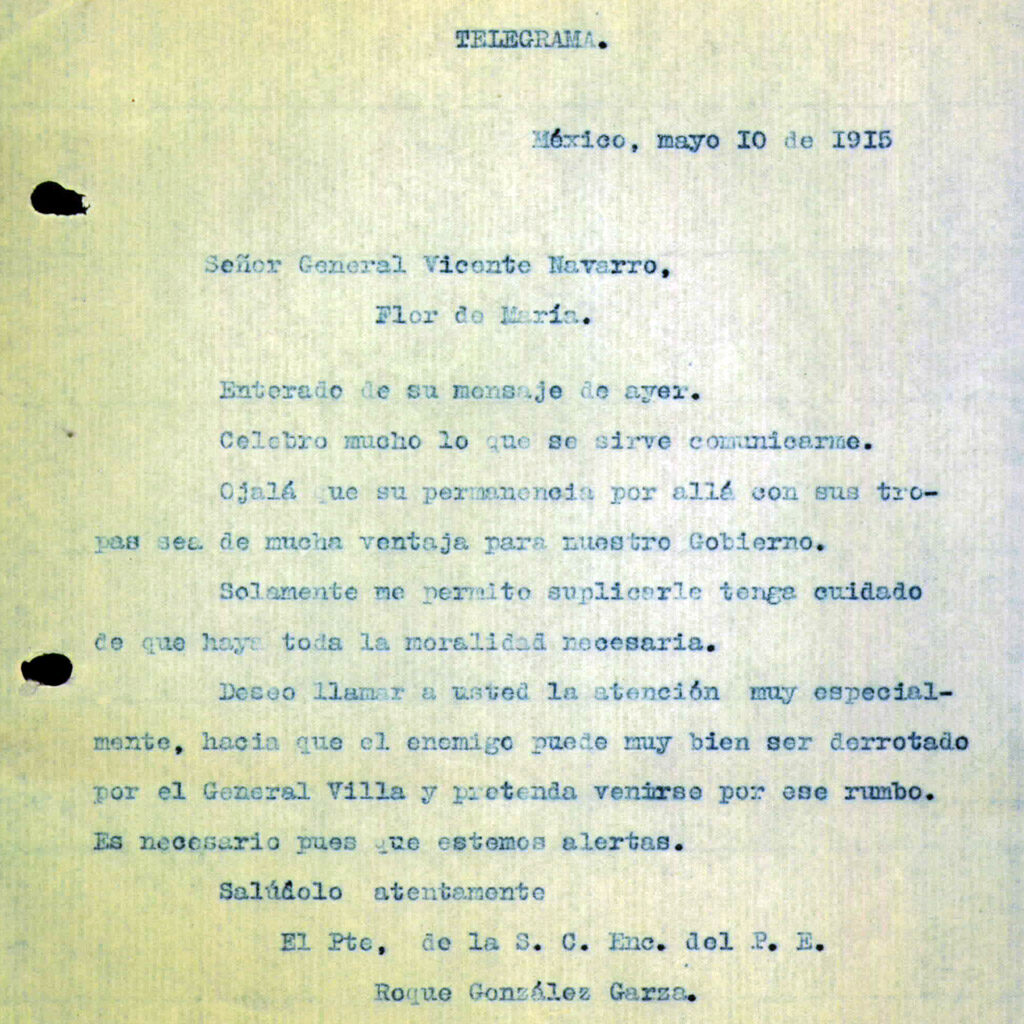 TELEGRAMA.
México, mayo 10 de 1915
Señor General Vicente Navarro,
Flor de María.
Enterado de su mensaje de ayer.
Celebro mucho lo que se sirve comunicarme.
Ojalá que su permanencia por allá con sus tro-
pas sea de mucha ventaja para nuestro Gobierno.
Solamente me permito suplicarle tenga cuidado
de que haya toda la moralidad necesaria.
Deseo llamar a usted la atención muy especial-
mente, hacia que el enemigo puede muy bien ser derrotado
por el General Villa y pretenda venirse por ese rumbo.
Es necesario pues que estemos alertas.
Salúdolo atentamente
El Pte, de la S. C. Enc. del P. E.
Roque González Garza.